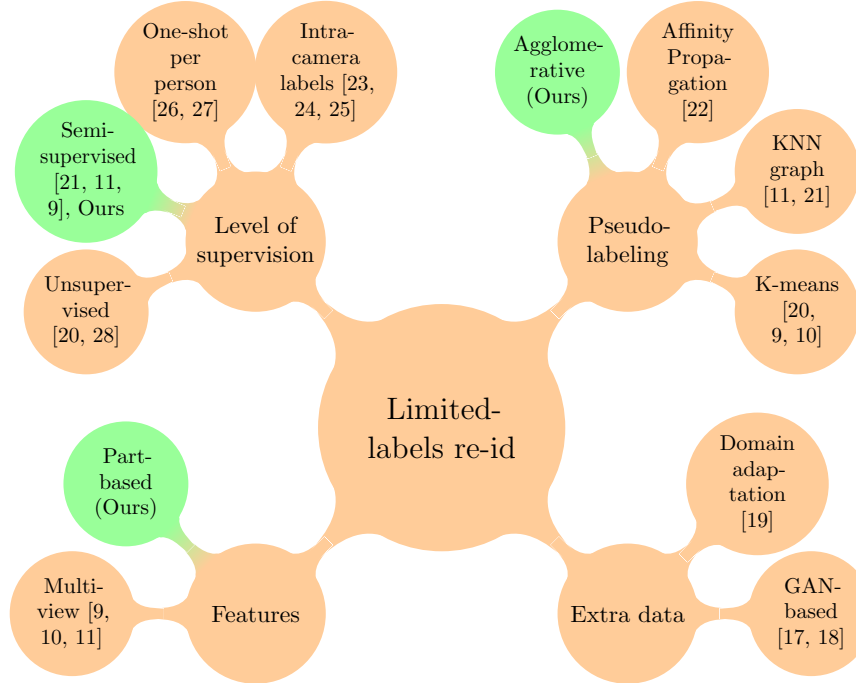 One-shot
per
person
[26, 27]
Intra-
camera
labels [23,
24, 25]
Semi-
supervised
[21, 11,
9], Ours
Level of
supervision
Unsuper-
vised
[20, 28]
Agglome-
rative
(Ours)
Affinity
Propa-
gation
[22]
KNN
graph
[11, 21]
Pseudo-
labeling
K-means
[20,
9, 10]
Limited-
labels re-id
Part-
based
(Ours)
Multi-
view [9,
10, 11]
Features
Domain
adap-
tation
[19]
Extra data
GAN-
based
[17, 18]